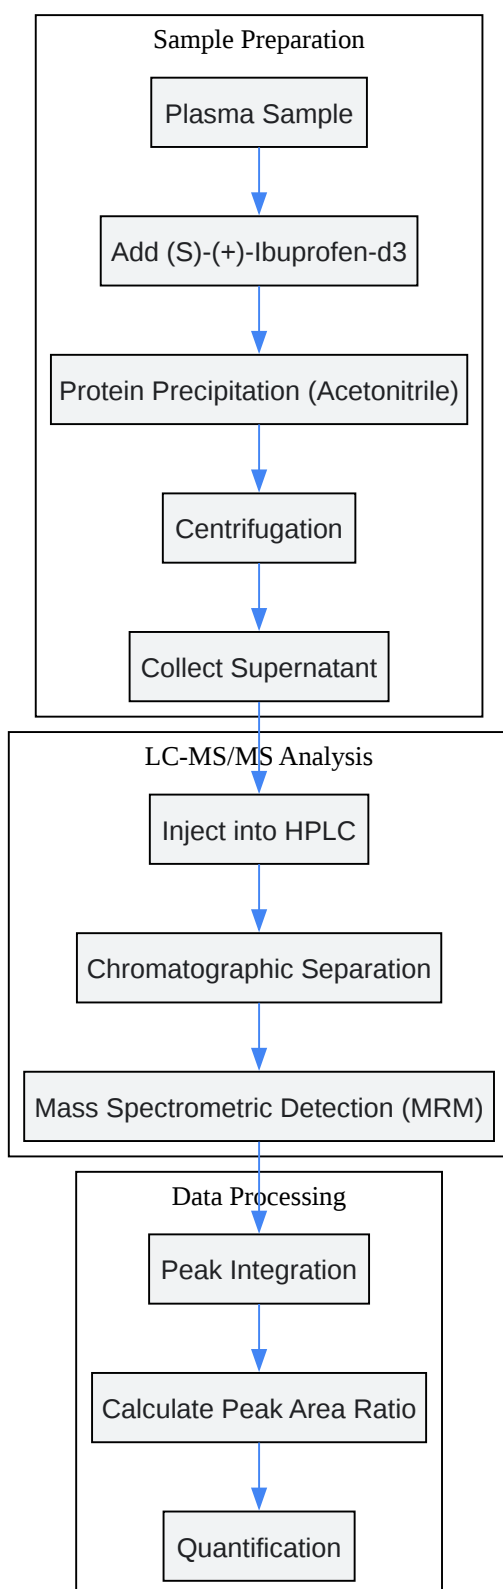 Sample Preparation
Plasma Sample
Add (S)-(+)-Ibuprofen-d3
Protein Precipitation (Acetonitrile)
Centrifugation
Collect Supernatant
LC-MS/MS Analysis
Inject into HPLC
Chromatographic Separation
Mass Spectrometric Detection (MRM)
Data Processing
Peak Integration
Calculate Peak Area Ratio
Quantification